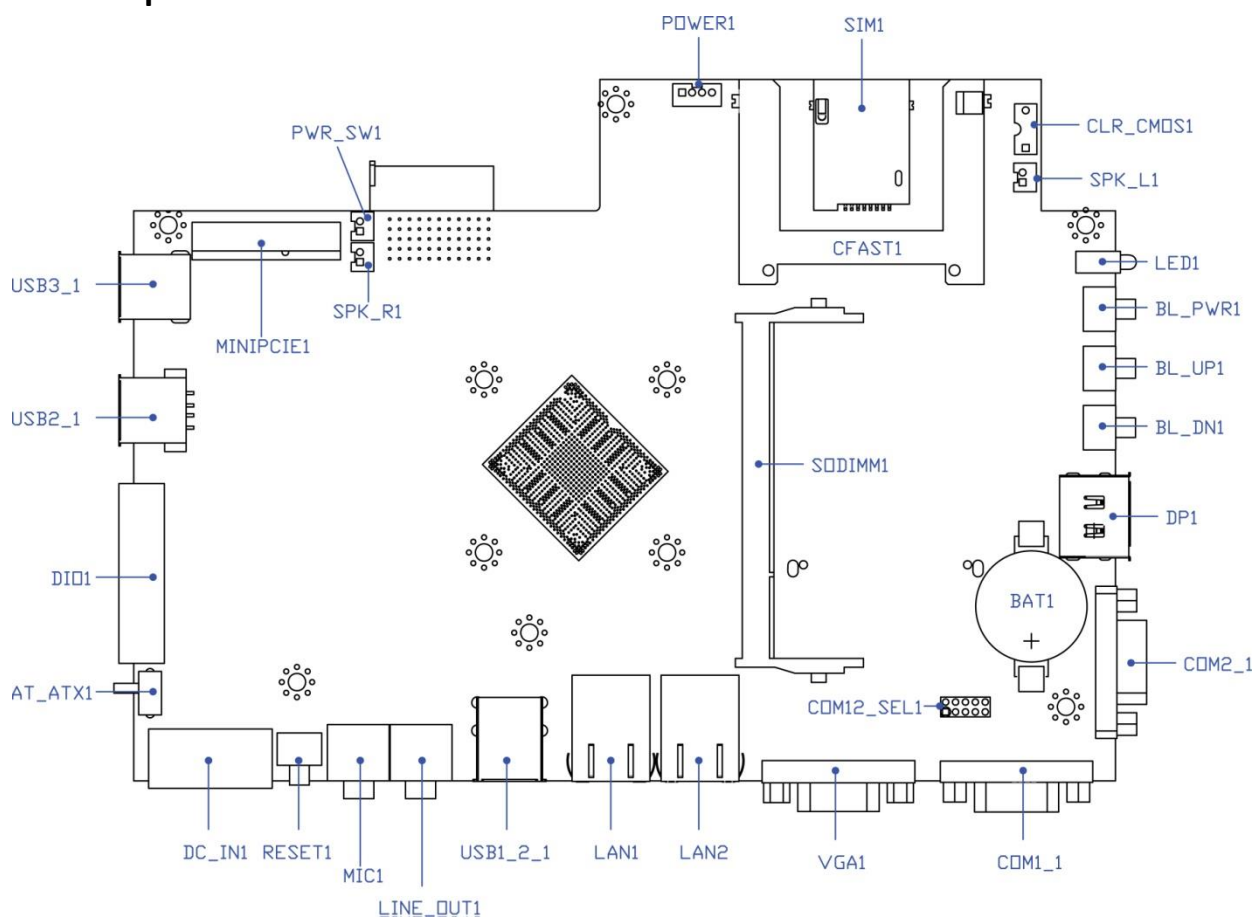 POWER1
SIM1
PWR_SW1
CLR_CMOS1
SPK_L1
CFAST1
LED1
USB3_1
SPK_R1
BL_PWR1
MINIPCIE1
BL_UP1
USB2_1
BL_DN1
SODIMM1
DP1
DIO1
BAT1
+
COM2_1
AT_ATX1
COM12_SEL1
DC_IN1
RESET1
MIC1
LINE_OUT1
USB1_2_1
LAN1
LAN2
VGA1
COM1_1